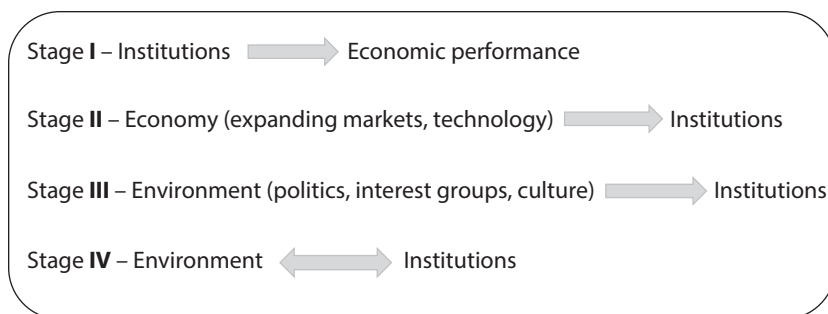 Stage I – Institutions Economic performance
Stage II – Economy (expanding markets, technology) Institutions
Stage III – Environment (politics, interest groups, culture) Institutions
Stage IV – Environment Institutions